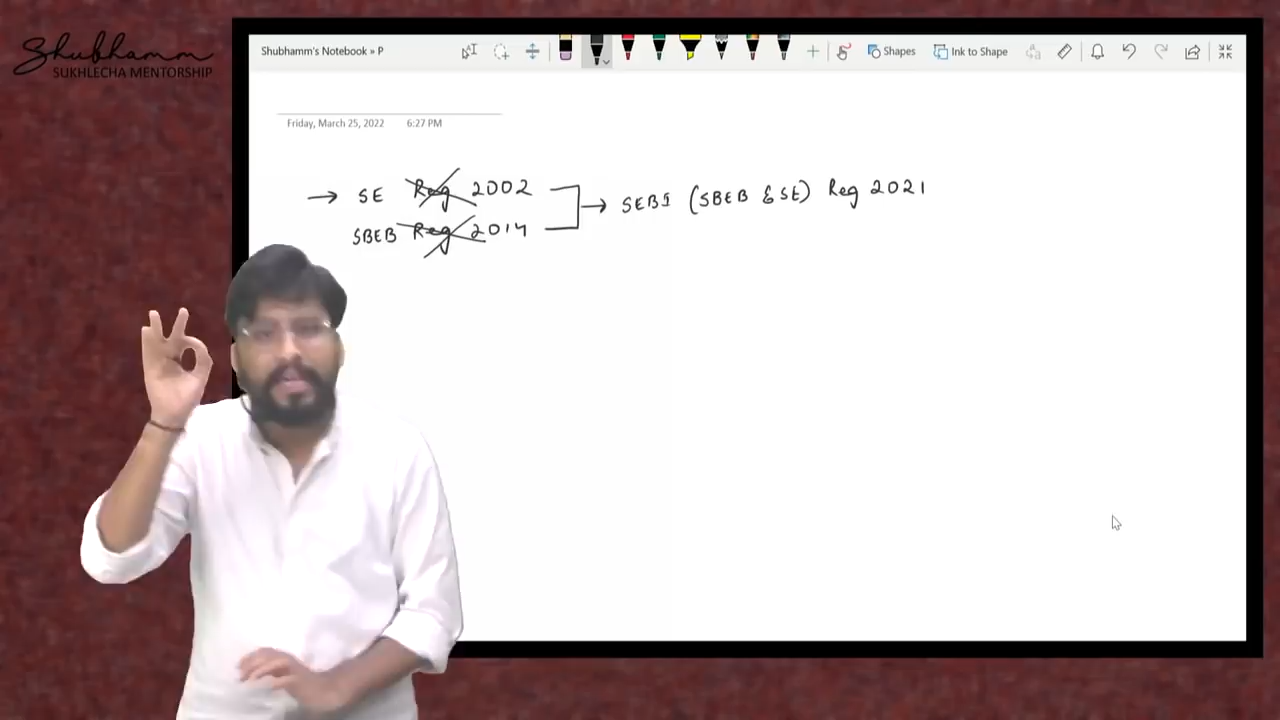 Shubhamm
SUKHLECHA MENTORSHIP
Shubhamm's Notebook » P
Shapes
Ink to Shape
Friday, March 25, 2022 6:27 PM
→ SE Reg 2002
SBEB Reg 2014
→ SEBI (SBEB & SE) Reg 2021